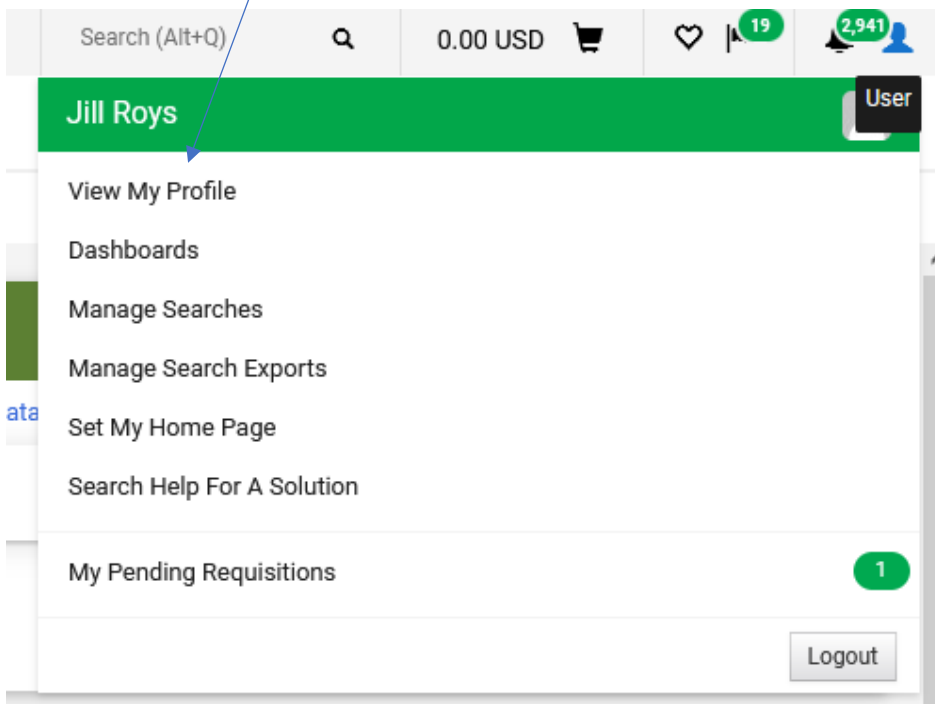 Search (Alt+Q) 0.00 USD 19 2,941
Jill Roys User
View My Profile
Dashboards
Manage Searches
Manage Search Exports
ata
Set My Home Page
Search Help For A Solution
My Pending Requisitions 1
Logout